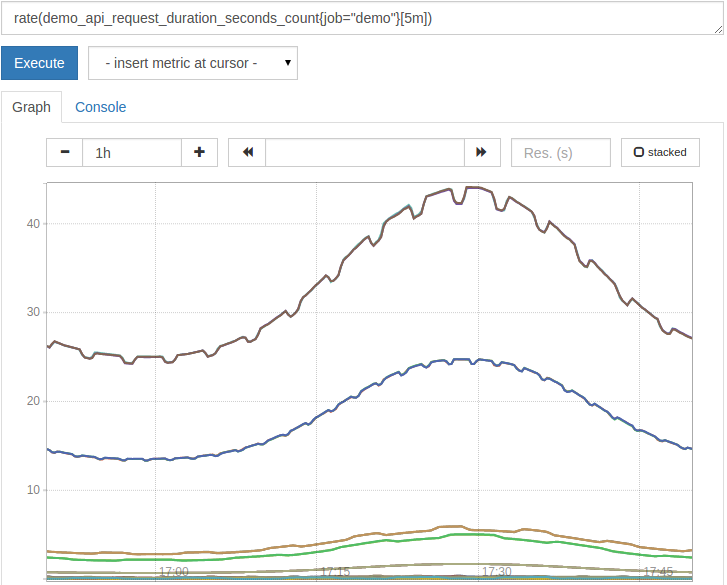 rate(demo_api_request_duration_seconds_count{job="demo"}[5m])
Execute - insert metric at cursor -
Graph Console
1h Res. (s) stacked
40
30
20
10
17:00 17:15 17:30 17:45